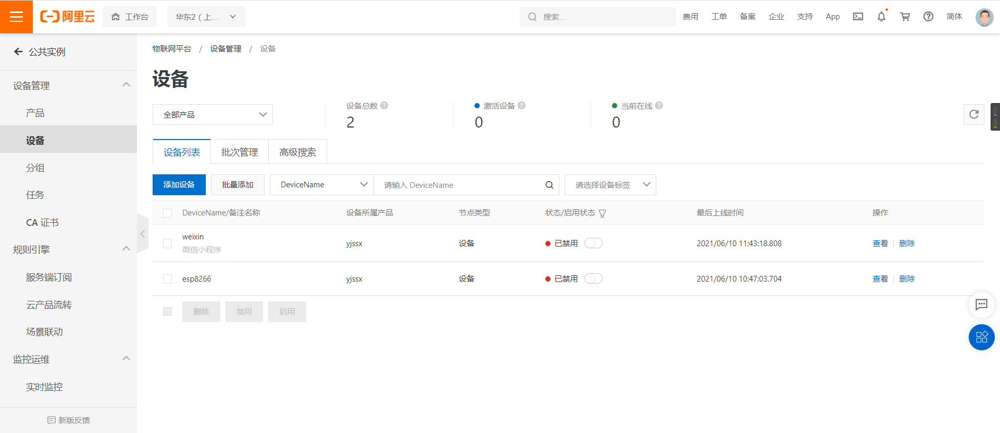 阿里云
工作台
华东2（上...
搜索...
费用
工单
备案
企业
支持
App
简体
公共实例
设备管理
产品
设备
分组
任务
CA 证书
规则引擎
服务端订阅
云产品流转
场景联动
监控运维
实时监控
新版反馈
物联网平台 / 设备管理 / 设备
设备
全部产品
设备总数
2
激活设备
0
当前在线
0
设备列表
批次管理
高级搜索
添加设备
批量添加
DeviceName
请输入 DeviceName
请选择设备标签
DeviceName/备注名称 设备所属产品 节点类型 状态/启用状态 最后上线时间 操作
weixin
微信小程序
yjssx 设备 已禁用 2021/06/10 11:43:18.808 查看 删除
esp8266 yjssx 设备 已禁用 2021/06/10 10:47:03.704 查看 删除
删除 禁用 启用